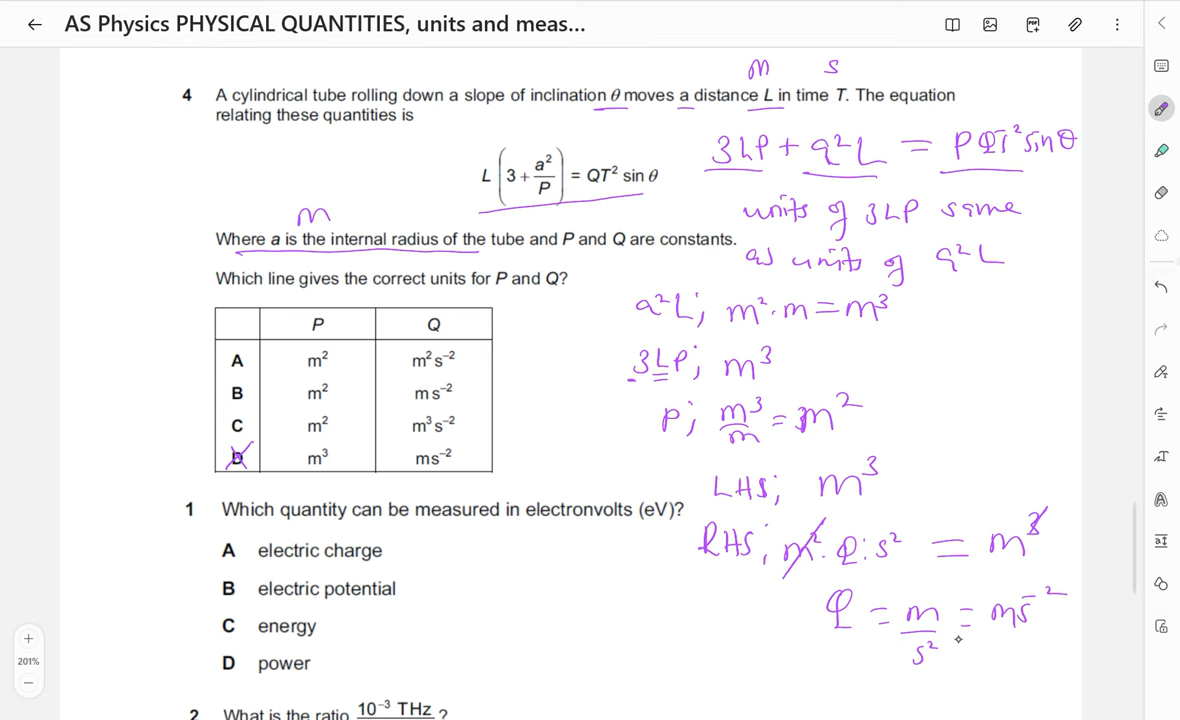 AS Physics PHYSICAL QUANTITIES, units and meas...
m s
4 A cylindrical tube rolling down a slope of inclination θ moves a distance L in time T. The equation
relating these quantities is
3LP + a²L = PQT² sin θ
L (3 + a²/P) = QT² sin θ
units of 3LP same
m
Where a is the internal radius of the tube and P and Q are constants.
as units of a²L
Which line gives the correct units for P and Q?
a²L; m². m = m³
P Q
3LP; m³
A m² m² s⁻²
B m² m s⁻²
C m² m³ s⁻²
D m³ ms⁻²
P; m³/m = m²
LHS; m³
1 Which quantity can be measured in electronvolts (eV)?
RHS; m². Q. s² = m³
A electric charge
B electric potential
Q = m/s² = ms⁻²
C energy
D power
201%
2 What is the ratio 10⁻³ THz ?